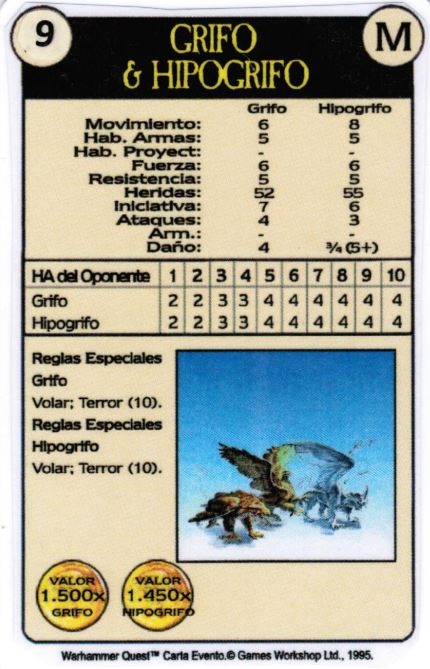 9
GRIFO
& HIPOGRIFO
M
Grifo Hipogrifo
Movimiento: 6 8
Hab. Armas: 5 5
Hab. Proyect: - -
Fuerza: 6 6
Resistencia: 5 5
Heridas: 52 55
Iniciativa: 7 6
Ataques: 4 3
Arm.: - -
Daño: 4 ¾ (5+)
HA del Oponente 1 2 3 4 5 6 7 8 9 10
Grifo 2 2 3 3 4 4 4 4 4 4
Hipogrifo 2 2 3 3 4 4 4 4 4 4
Reglas Especiales
Grifo
Volar; Terror (10).
Reglas Especiales
Hipogrifo
Volar; Terror (10).
VALOR
1.500x
GRIFO
VALOR
1.450x
HIPOGRIFO
Warhammer Quest™ Carta Evento.© Games Workshop Ltd., 1995.